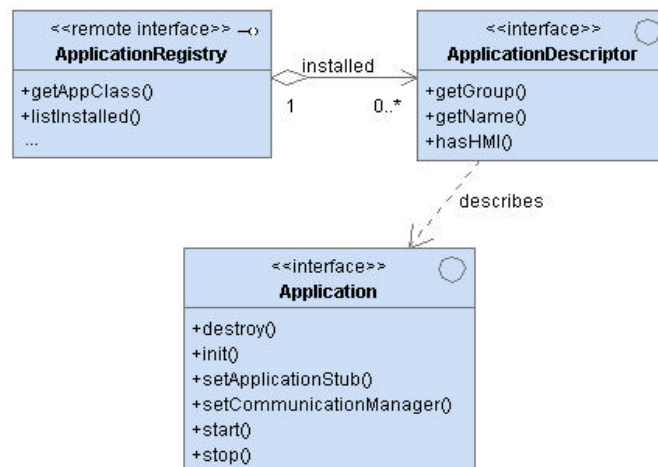 <<remote interface>>
ApplicationRegistry
+getAppClass()
+listInstalled()
...
installed
1
0..*
<<interface>>
ApplicationDescriptor
+getGroup()
+getName()
+hasHMI()
describes
<<interface>>
Application
+destroy()
+init()
+setApplicationStub()
+setCommunicationManager()
+start()
+stop()